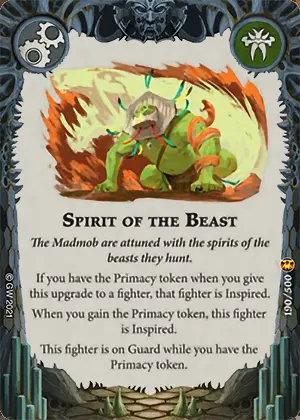 SPIRIT OF THE BEAST
The Madmob are attuned with the spirits of the
beasts they hunt.
If you have the Primacy token when you give
this upgrade to a fighter, that fighter is Inspired.
When you gain the Primacy token, this fighter
is Inspired.
This fighter is on Guard while you have the
Primacy token.
© GW 2021
190/500